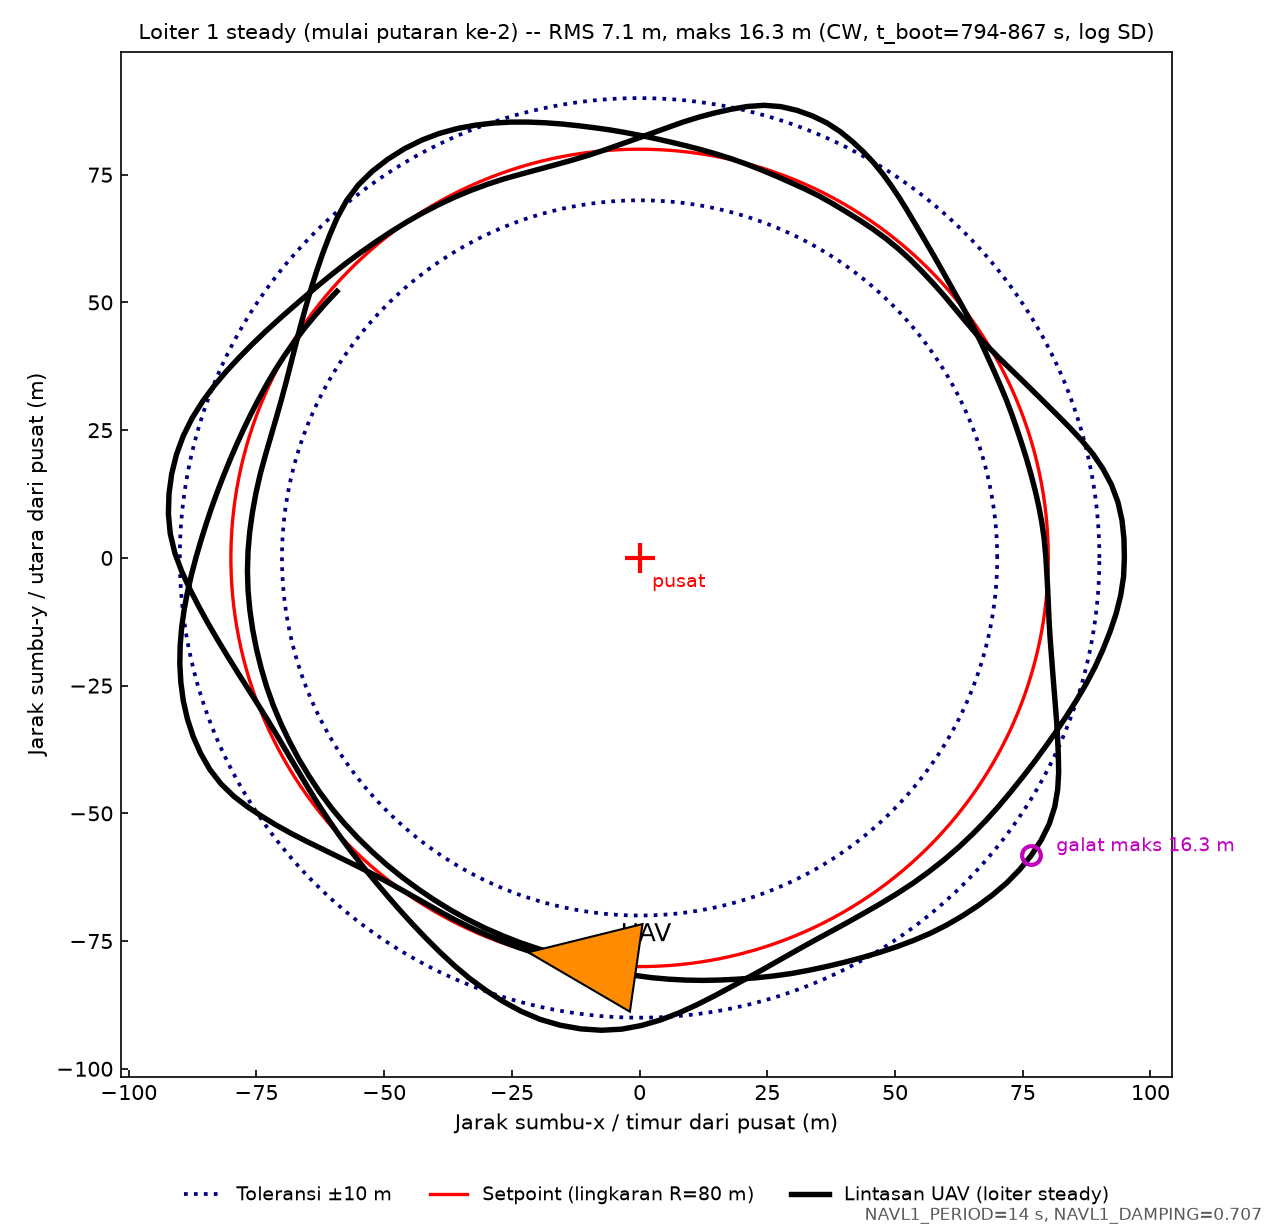 Loiter 1 steady (mulai putaran ke-2) -- RMS 7.1 m, maks 16.3 m (CW, t_boot=794-867 s, log SD)
Jarak sumbu-y / utara dari pusat (m)
75
50
25
0
−25
−50
−75
−100
pusat
galat maks 16.3 m
UAV
−100
−75
−50
−25
0
25
50
75
100
Jarak sumbu-x / timur dari pusat (m)
Toleransi ±10 m
Setpoint (lingkaran R=80 m)
Lintasan UAV (loiter steady)
NAVL1_PERIOD=14 s, NAVL1_DAMPING=0.707